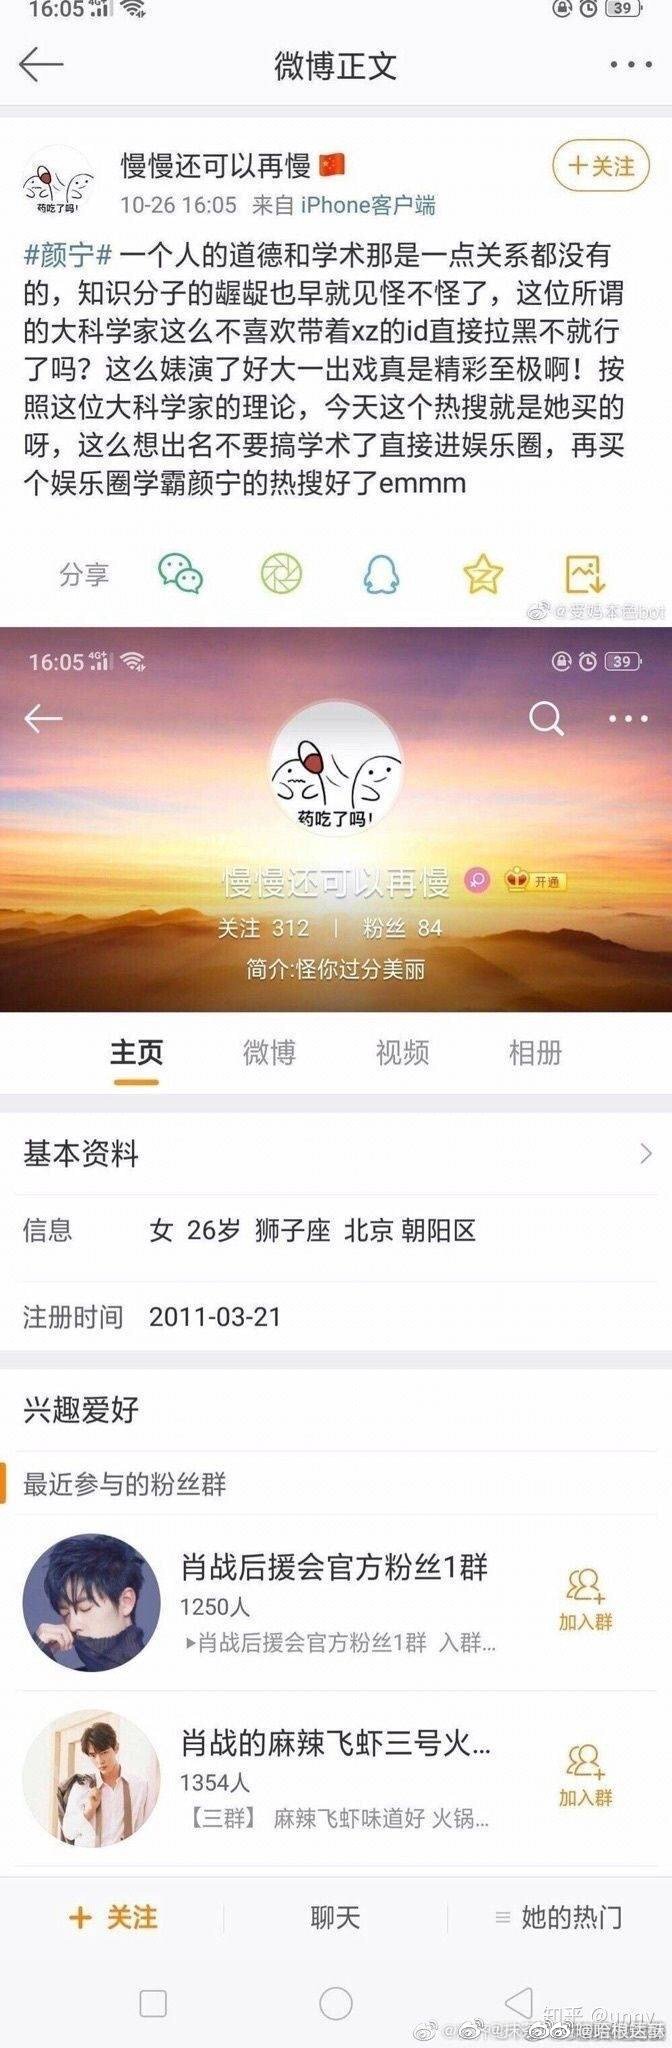 16:05 4G+ 39
微博正文
慢慢还可以再慢
+关注
10-26 16:05 来自 iPhone客户端
#颜宁# 一个人的道德和学术那是一点关系都没有
的，知识分子的龌龊也早就见怪不怪了，这位所谓
的大科学家这么不喜欢带着xz的id直接拉黑不就行
了吗？这么婊演了好大一出戏真是精彩至极啊！按
照这位大科学家的理论，今天这个热搜就是她买的
呀，这么想出名不要搞学术了直接进娱乐圈，再买
个娱乐圈学霸颜宁的热搜好了emmm
药吃了吗!
分享
@受妈本色bot
16:05 4G+ 39
药吃了吗!
慢慢还可以再慢 开通
关注 312 | 粉丝 84
简介:怪你过分美丽
主页 微博 视频 相册
基本资料
信息 女 26岁 狮子座 北京 朝阳区
注册时间 2011-03-21
兴趣爱好
最近参与的粉丝群
肖战后援会官方粉丝1群
1250人
▸肖战后援会官方粉丝1群 入群...
加入群
肖战的麻辣飞虾三号火...
1354人
【三群】 麻辣飞虾味道好 火锅...
加入群
+ 关注 聊天 ≡ 她的热门
知乎